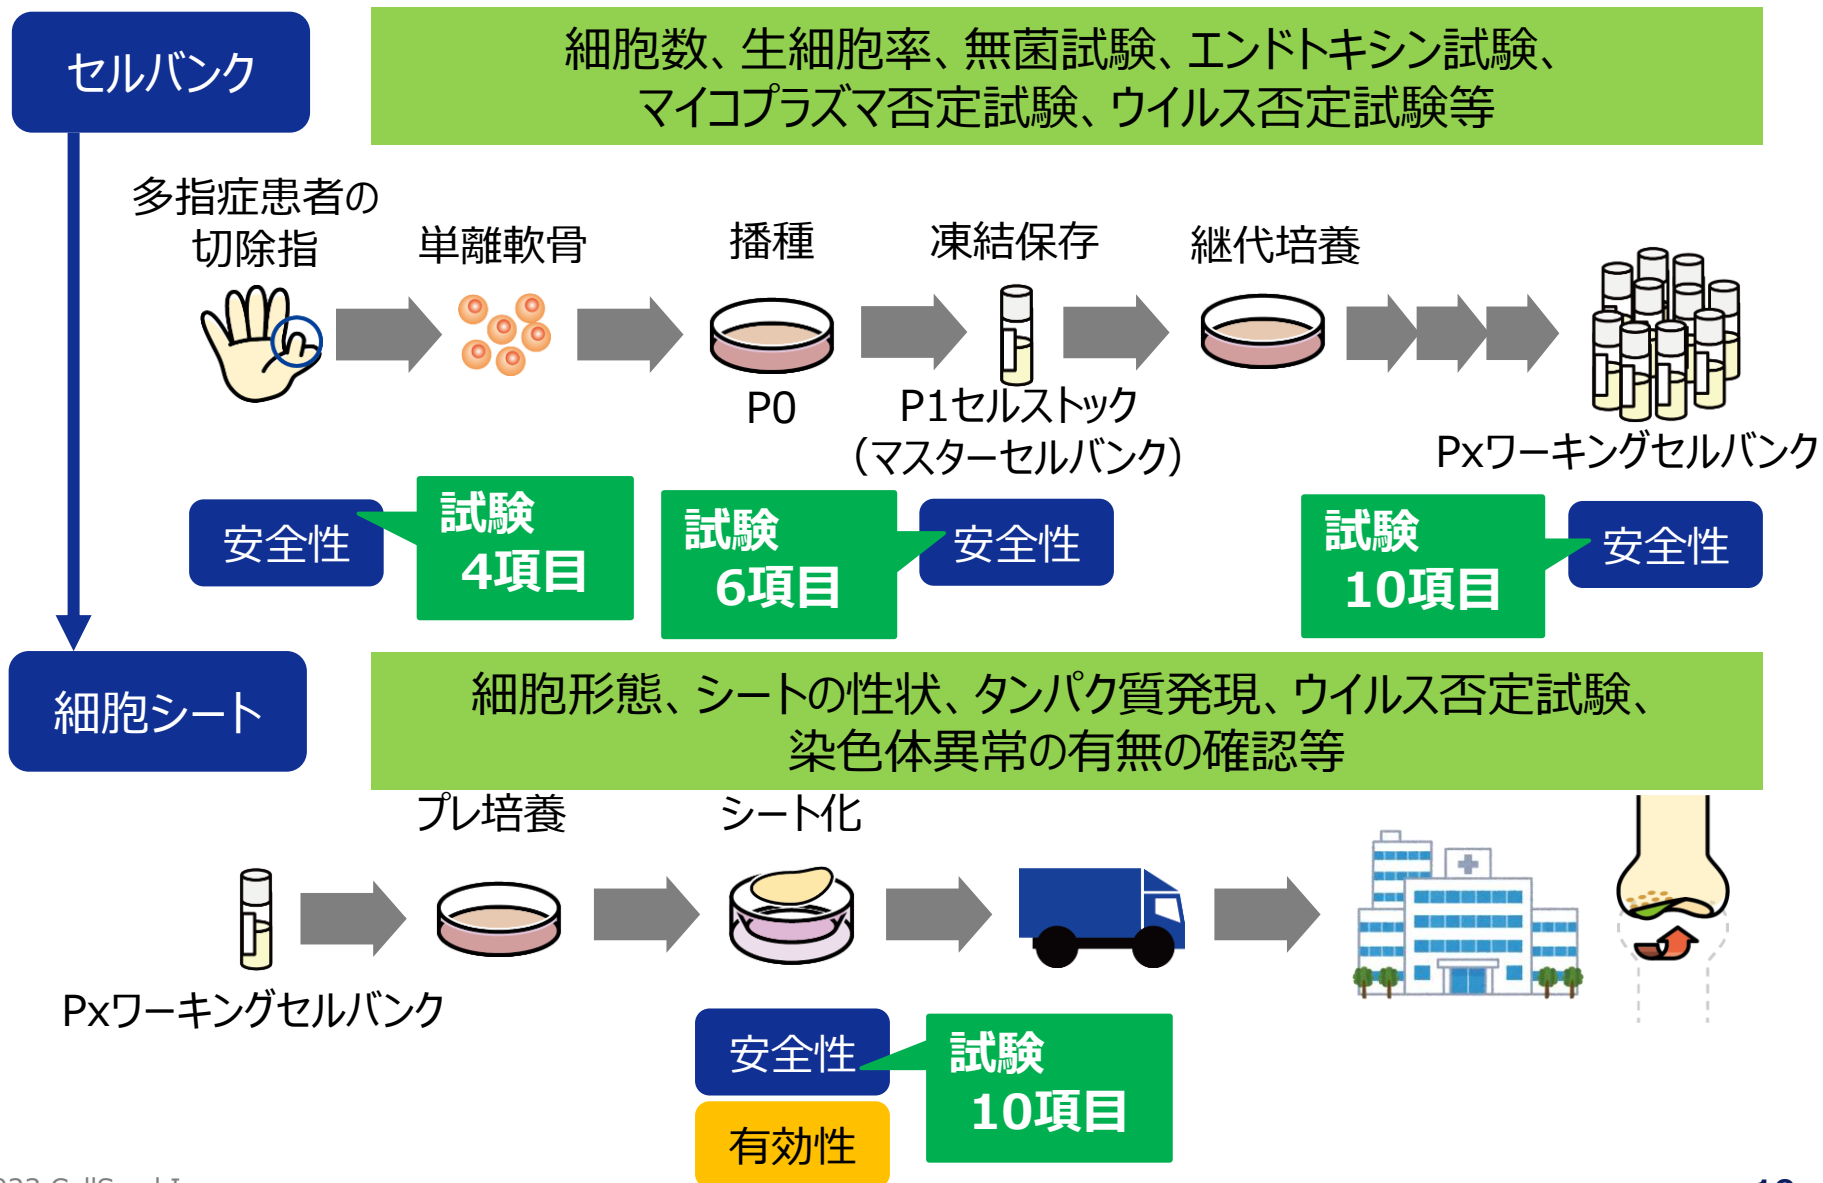 セルバンク
細胞数、生細胞率、無菌試験、エンドトキシン試験、
マイコプラズマ否定試験、ウイルス否定試験等
多指症患者の
切除指
単離軟骨
播種
凍結保存
継代培養
P0
P1セルストック
（マスターセルバンク）
Pxワーキングセルバンク
安全性
試験
4項目
試験
6項目
安全性
試験
10項目
安全性
細胞シート
細胞形態、シートの性状、タンパク質発現、ウイルス否定試験、
染色体異常の有無の確認等
プレ培養
シート化
Pxワーキングセルバンク
安全性
試験
10項目
有効性